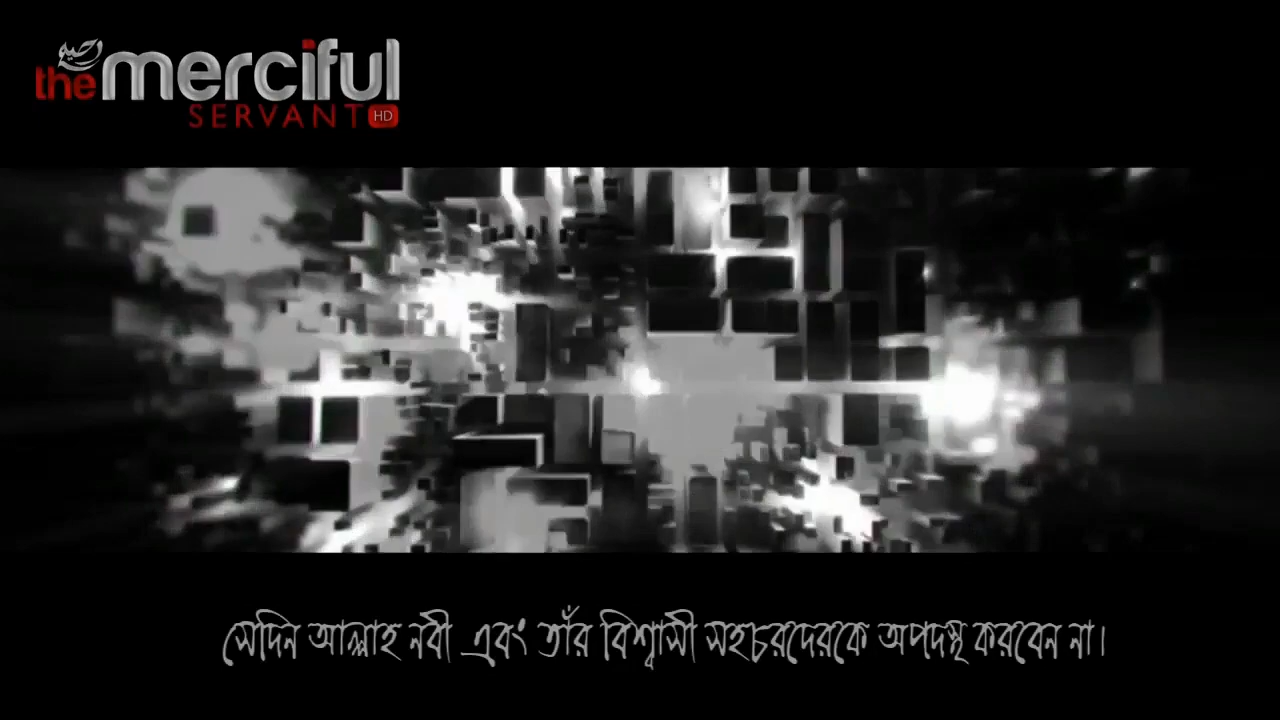 the merciful
SERVANT HD
সেদিন আল্লাহ নবী এবং তাঁর বিশ্বাসী সহচরদেরকে অপদস্থ করবেন না।